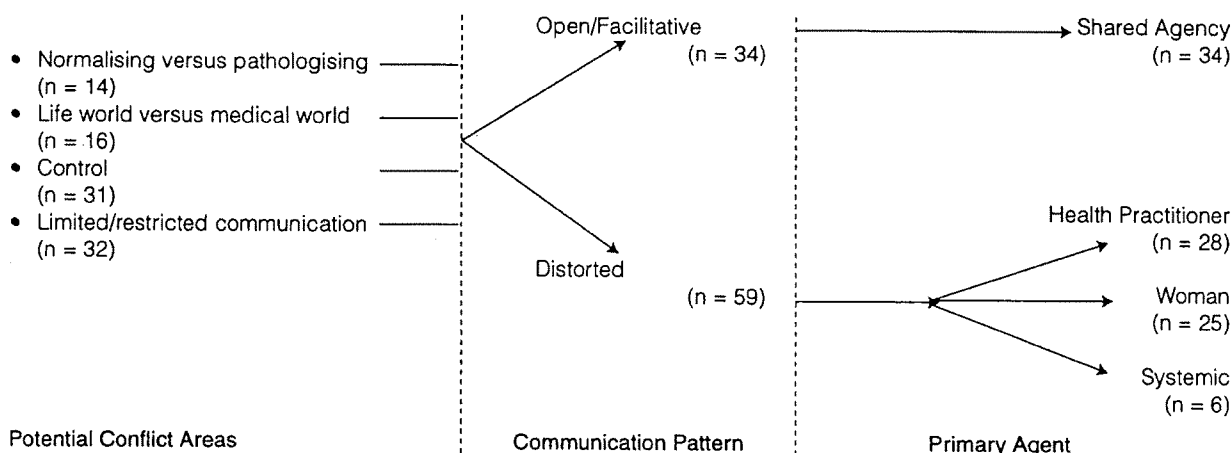 • Normalising versus pathologising
(n = 14)
• Life world versus medical world
(n = 16)
• Control
(n = 31)
• Limited/restricted communication
(n = 32)
Potential Conflict Areas
Open/Facilitative
(n = 34)
Distorted
(n = 59)
Communication Pattern
Shared Agency
(n = 34)
Health Practitioner
(n = 28)
Woman
(n = 25)
Systemic
(n = 6)
Primary Agent